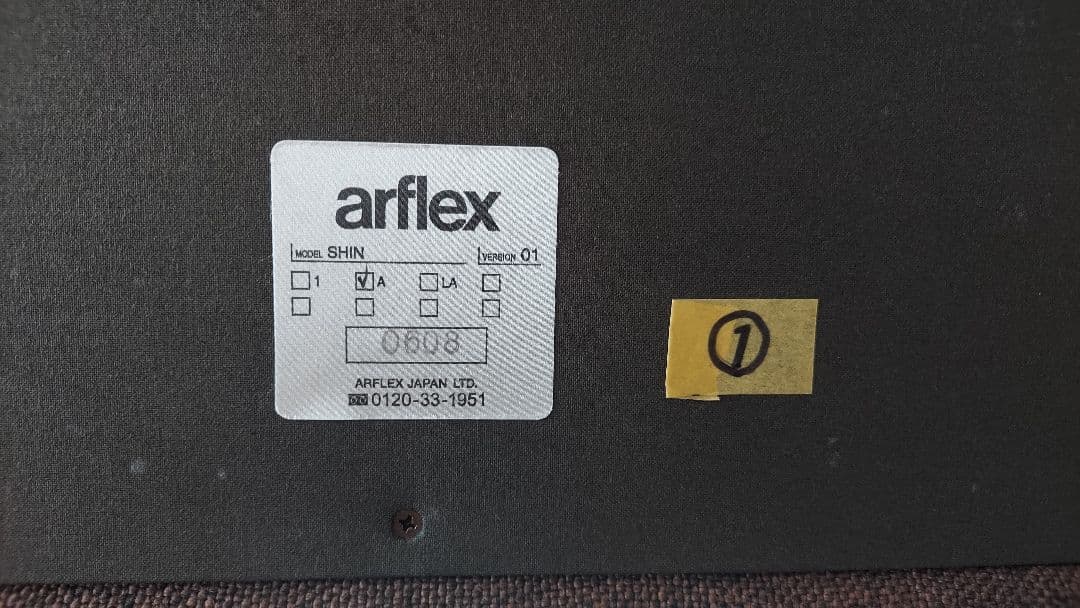 arflex
MODEL SHIN VERSION 01
1 A LA
0608
ARFLEX JAPAN LTD.
0120-33-1951
①